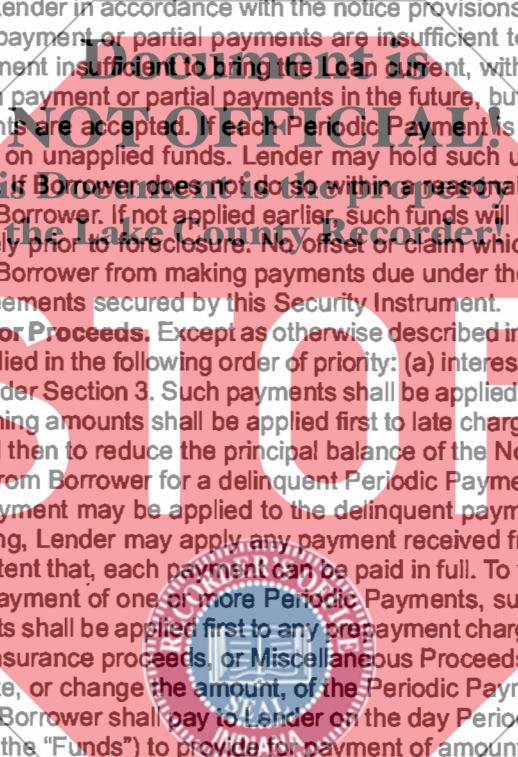 Lender in accordance with the notice provisions
payment or partial payments are insufficient to
Document is
ment insufficient to bring the Loan current, with
payment or partial payments in the future, but
NOT OFFICIAL!
nts are accepted. If each Periodic Payment is
on unapplied funds. Lender may hold such u
is Document is the property
If Borrower does not do so within a reasona
Borrower. If not applied earlier, such funds will
the Lake County Recorder!
ly prior to foreclosure. No offset or claim which
Borrower from making payments due under the
eements secured by this Security Instrument.
STOP
or Proceeds. Except as otherwise described in
lied in the following order of priority: (a) interes
der Section 3. Such payments shall be applied
ning amounts shall be applied first to late charg
then to reduce the principal balance of the No
rom Borrower for a delinquent Periodic Payme
yment may be applied to the delinquent paym
ng, Lender may apply any payment received fr
tent that, each payment can be paid in full. To
ayment of one or more Periodic Payments, su
ts shall be applied first to any prepayment charg
nsurance proceeds, or Miscellaneous Proceeds
te, or change the amount, of the Periodic Paym
SEAL
Borrower shall pay to Lender on the day Period
INDIANA
the “Funds”) to provide for payment of amount